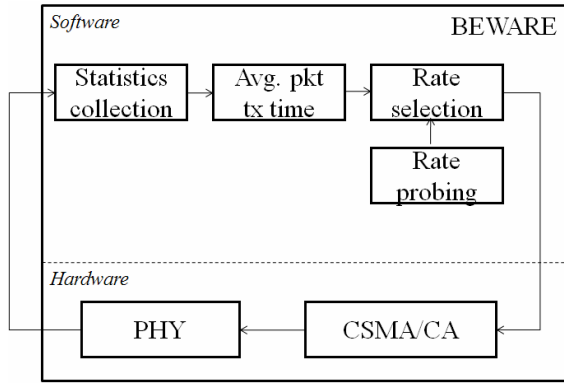 Software
BEWARE
Statistics
collection
Avg. pkt
tx time
Rate
selection
Rate
probing
Hardware
PHY
CSMA/CA